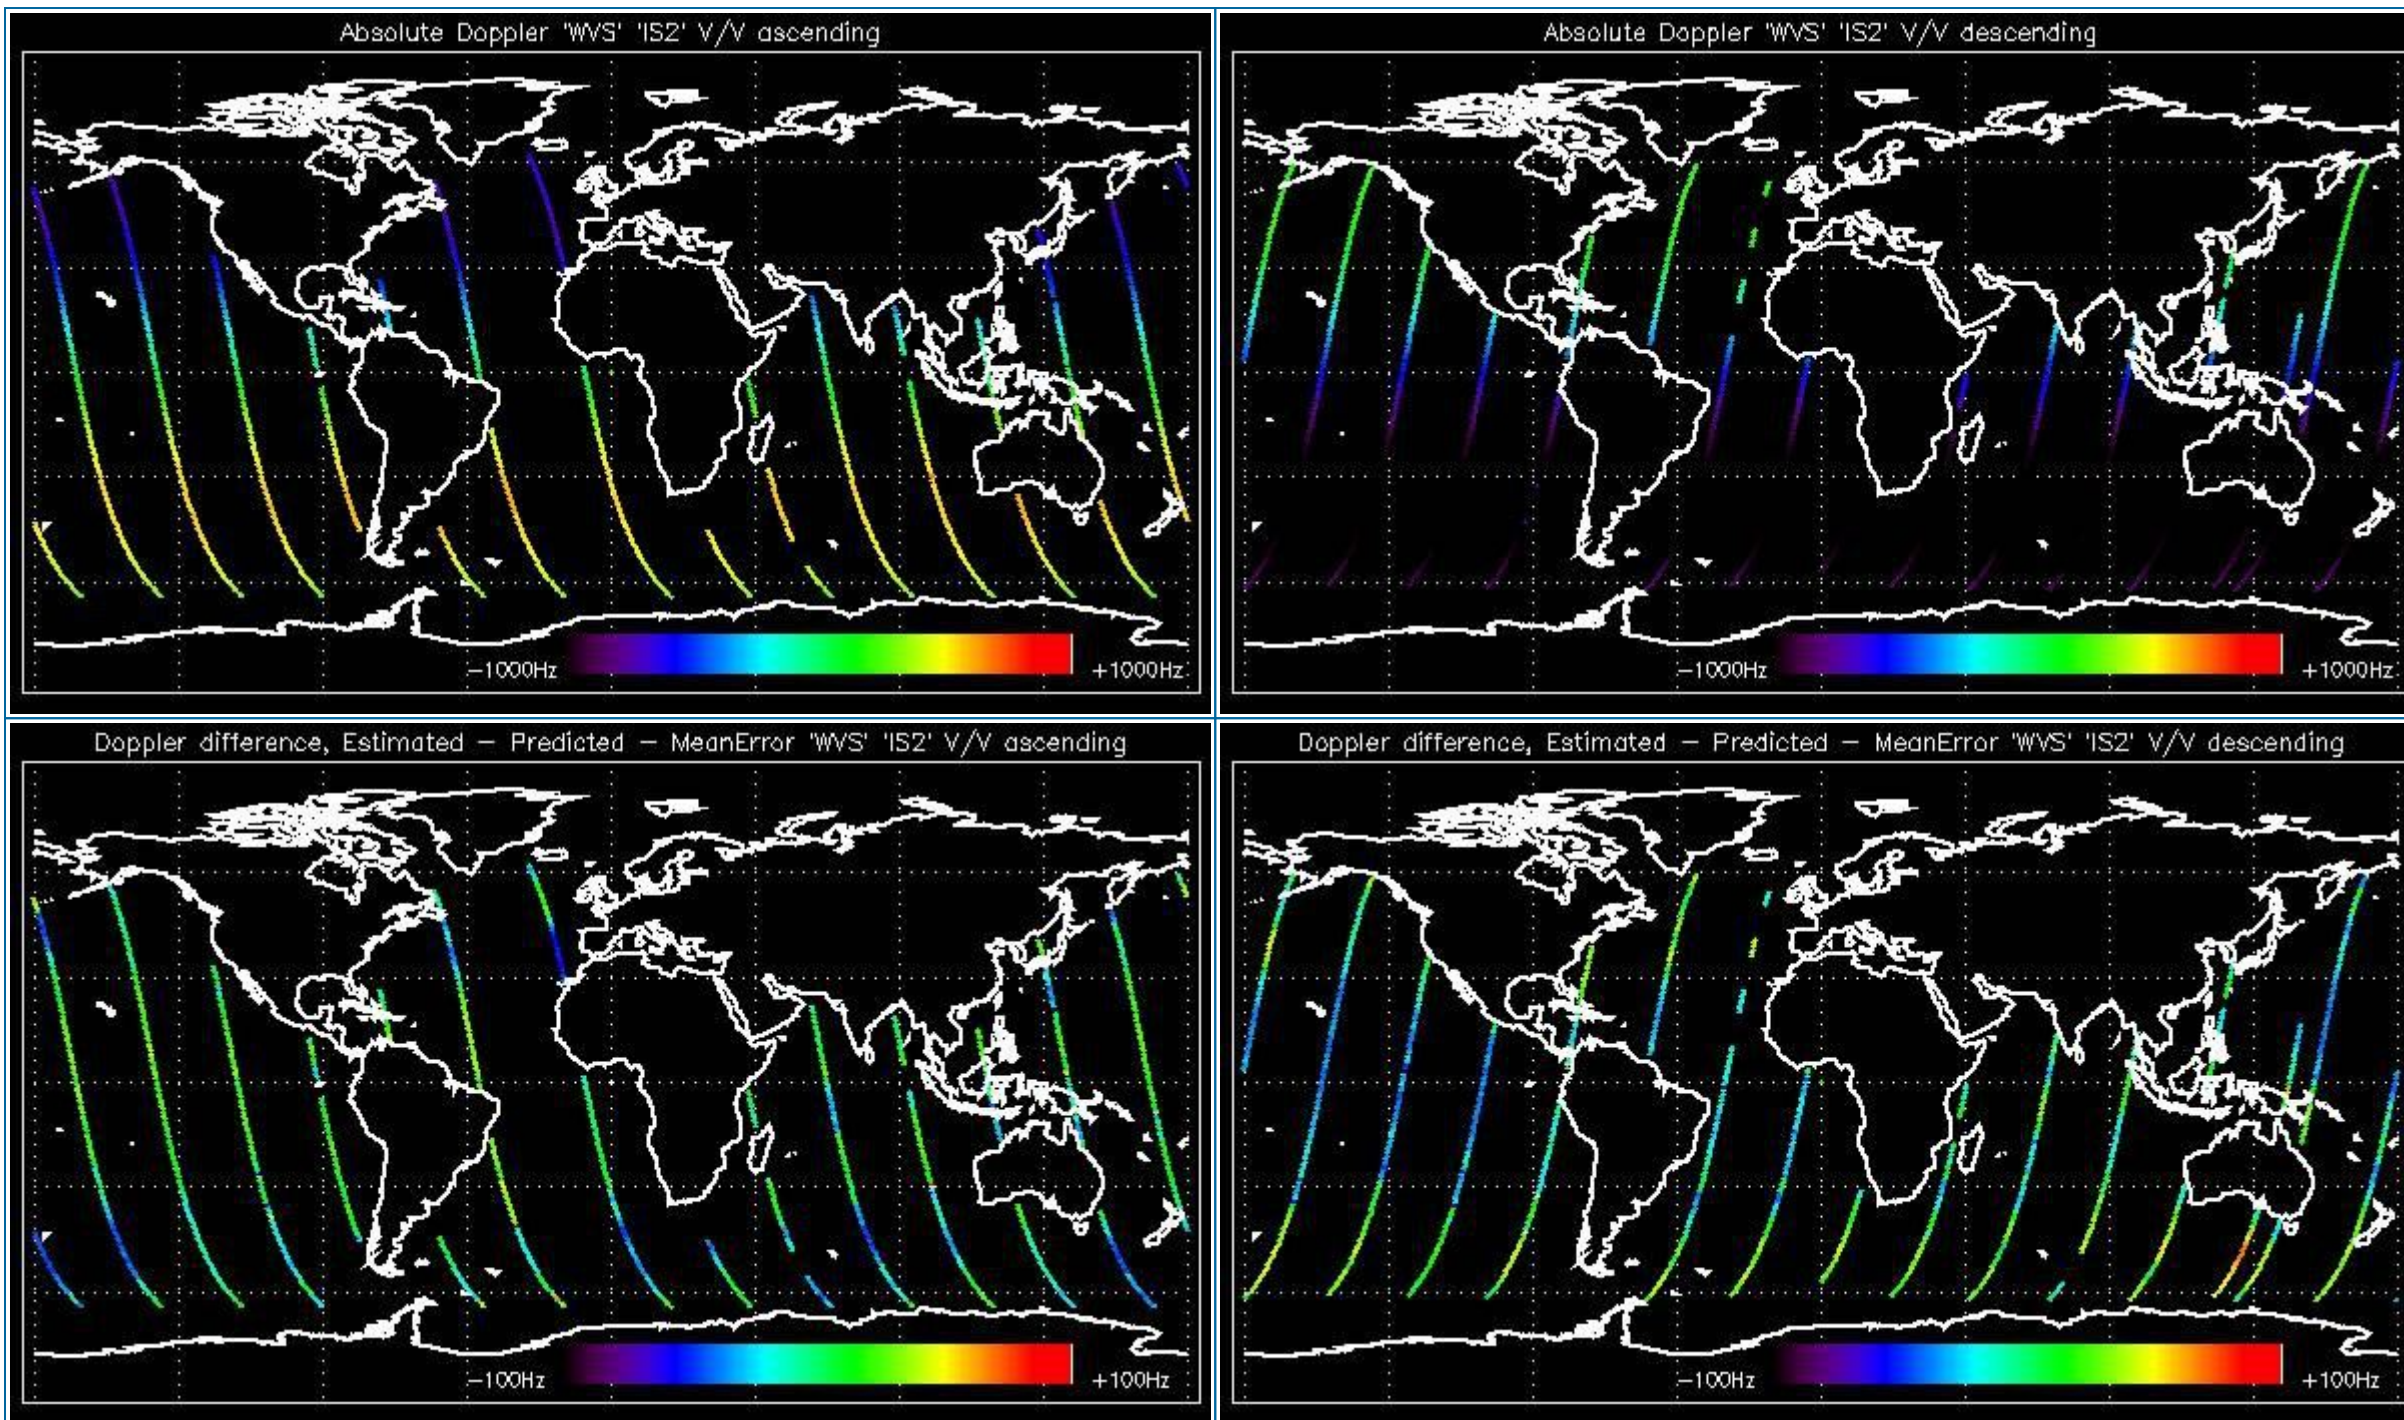 Absolute Doppler 'WVS' 'IS2' V/V ascending
-1000Hz
+1000Hz
Absolute Doppler 'WVS' 'IS2' V/V descending
-1000Hz
+1000Hz
Doppler difference, Estimated - Predicted - MeanError 'WVS' 'IS2' V/V ascending
-100Hz
+100Hz
Doppler difference, Estimated - Predicted - MeanError 'WVS' 'IS2' V/V descending
-100Hz
+100Hz